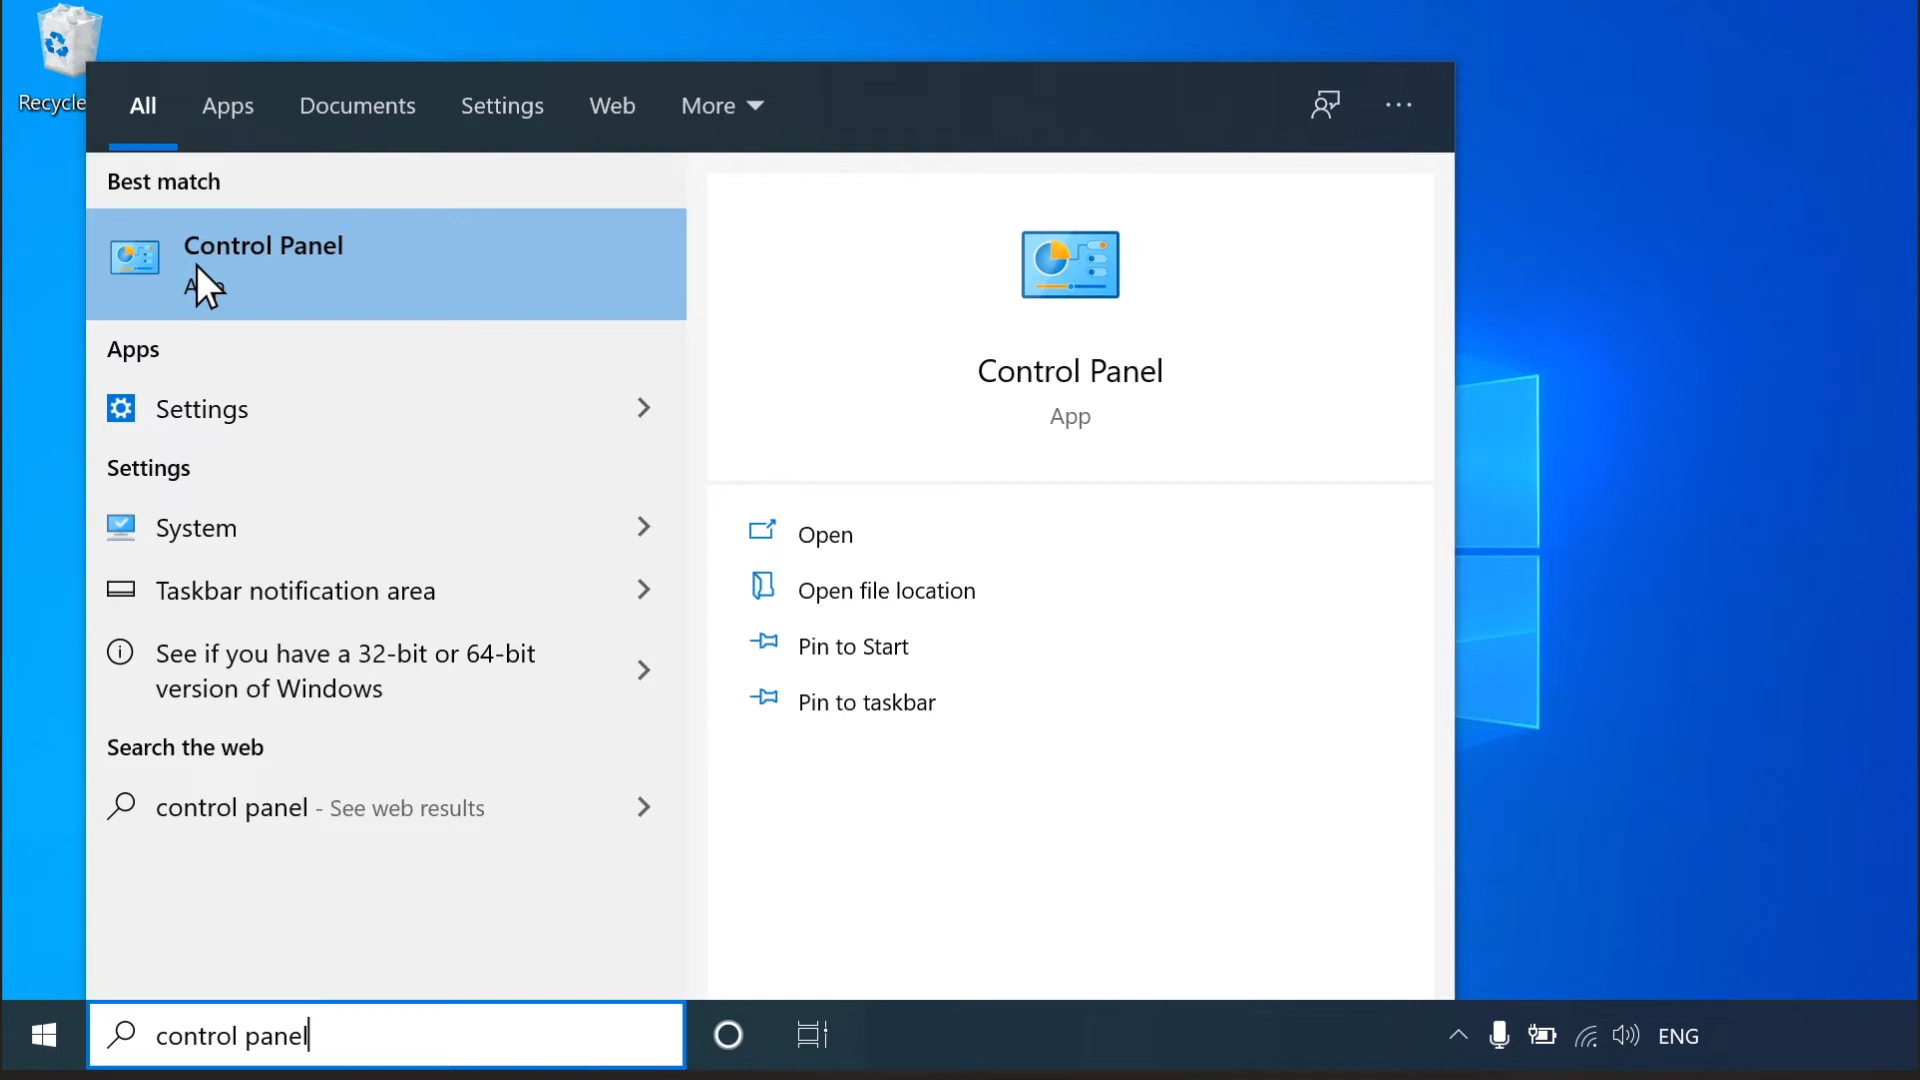 Recycle
All Apps Documents Settings Web More
Best match
Control Panel
App
Apps
Settings
Settings
System
Taskbar notification area
See if you have a 32-bit or 64-bit
version of Windows
Search the web
control panel - See web results
Control Panel
App
Open
Open file location
Pin to Start
Pin to taskbar
control panel
ENG